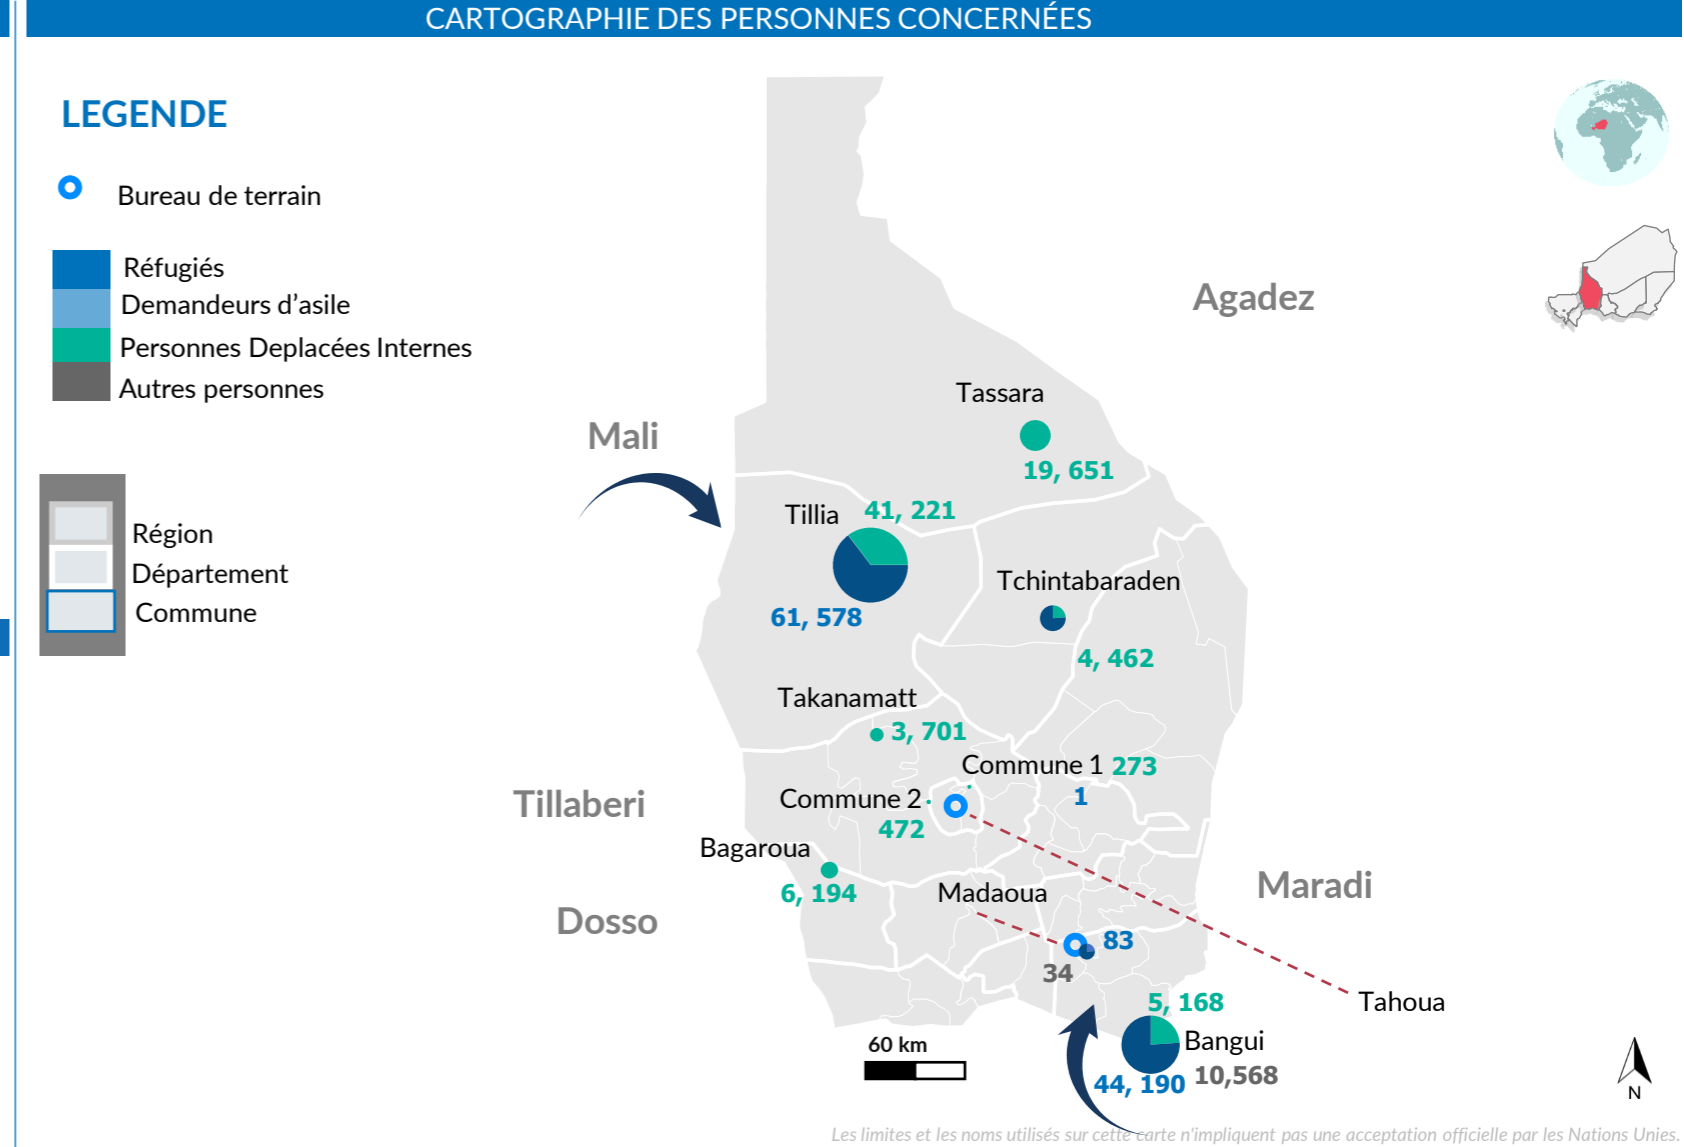 CARTOGRAPHIE DES PERSONNES CONCERNÉES
LEGENDE
Bureau de terrain
Réfugiés
Demandeurs d'asile
Personnes Deplacées Internes
Autres personnes
Région
Département
Commune
Agadez
Mali
Tassara
19, 651
Tillia
41, 221
61, 578
Tchintabaraden
4, 462
Takanamatt
3, 701
Commune 1 273
1
Commune 2
472
Tillaberi
Bagaroua
6, 194
Madaoua
Maradi
Dosso
83
34
Tahoua
5, 168
Bangui
44, 190
10,568
60 km
N
Les limites et les noms utilisés sur cette carte n'impliquent pas une acceptation officielle par les Nations Unies.